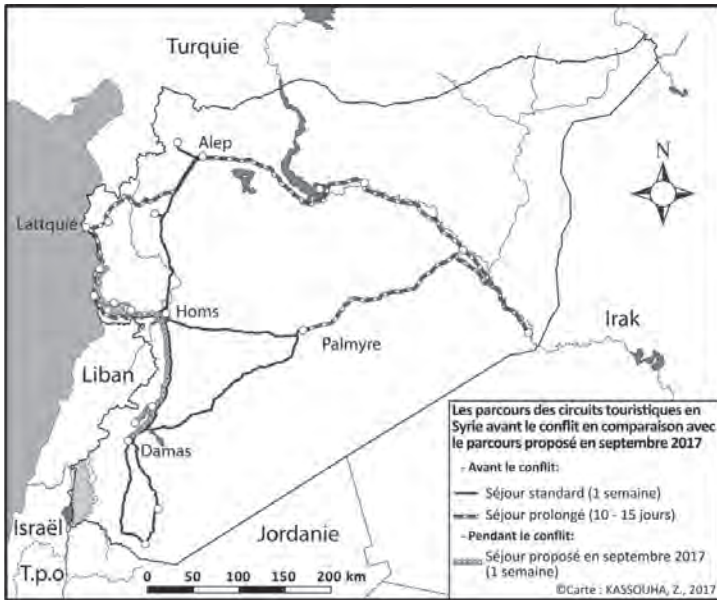 Turquie
Alep
N
Lattquié
Homs
Palmyre
Irak
Liban
Damas
Israël
Jordanie
T.p.o
0 50 100 150 200 km
Les parcours des circuits touristiques en
Syrie avant le conflit en comparaison avec
le parcours proposé en septembre 2017
- Avant le conflit:
Séjour standard (1 semaine)
Séjour prolongé (10 - 15 jours)
- Pendant le conflit:
Séjour proposé en septembre 2017
(1 semaine)
©Carte : KASSOUHA, Z., 2017